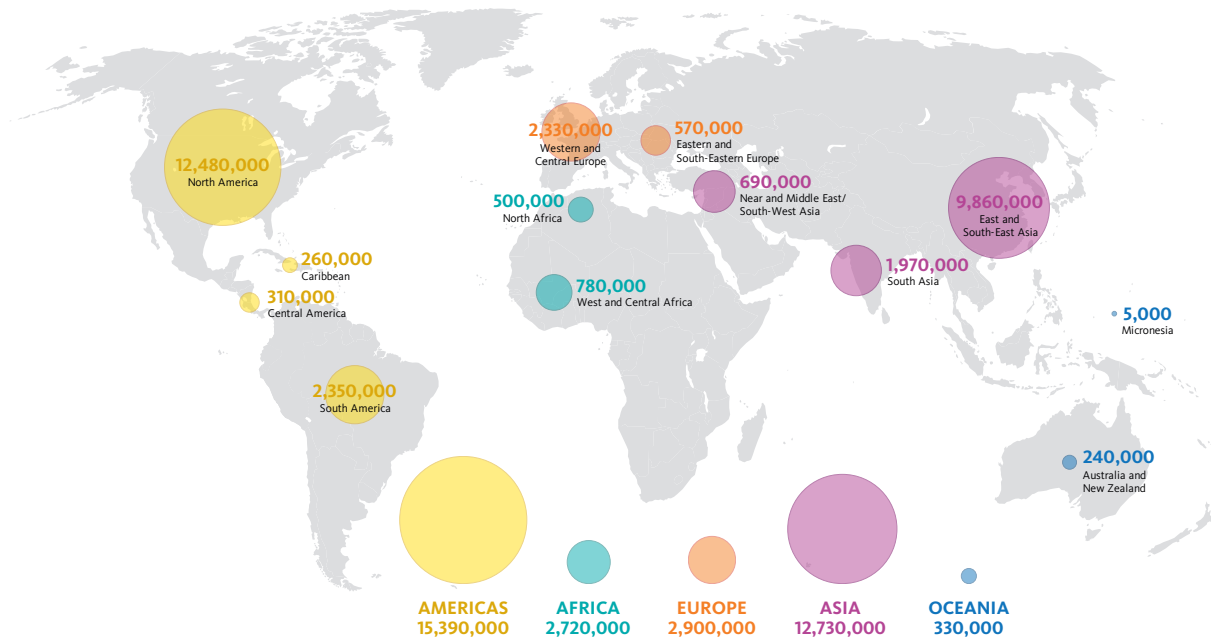 12,480,000
North America
260,000
Caribbean
310,000
Central America
2,350,000
South America
2,330,000
Western and
Central Europe
570,000
Eastern and
South-Eastern Europe
500,000
North Africa
780,000
West and Central Africa
690,000
Near and Middle East/
South-West Asia
9,860,000
East and
South-East Asia
1,970,000
South Asia
5,000
Micronesia
240,000
Australia and
New Zealand
AMERICAS
15,390,000
AFRICA
2,720,000
EUROPE
2,900,000
ASIA
12,730,000
OCEANIA
330,000